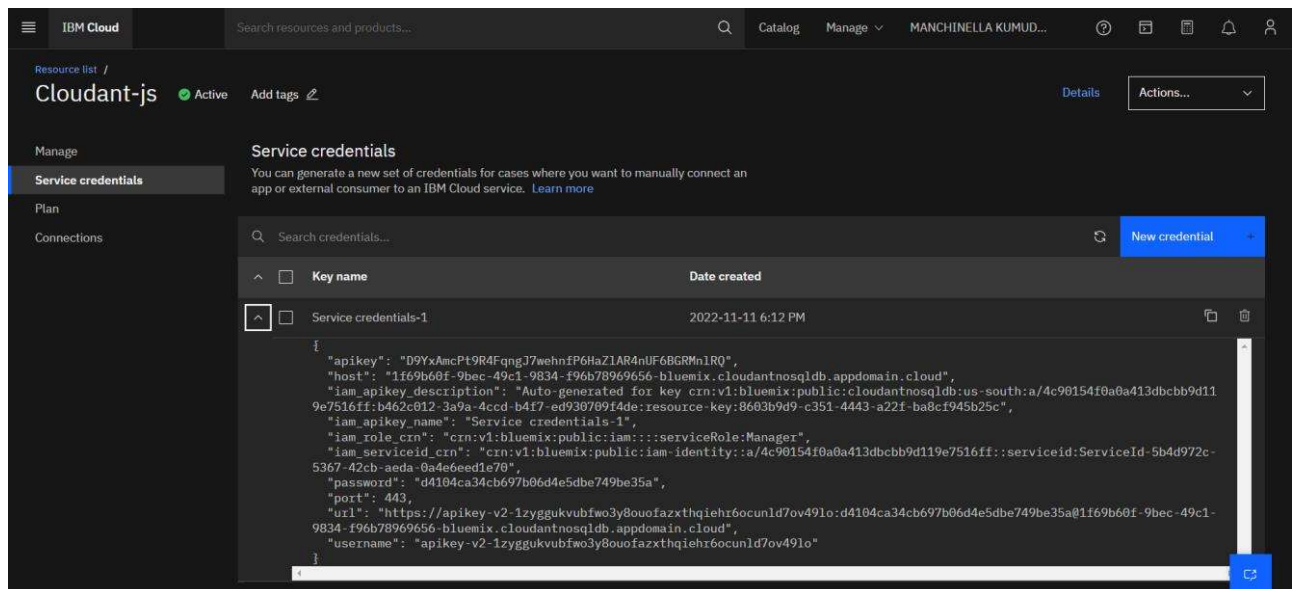 IBM Cloud
Search resources and products...
Catalog
Manage
MANCHINELLA KUMUD...
Resource list /
Cloudant-js
Active
Add tags
Details
Actions...
Manage
Service credentials
Plan
Connections
Service credentials
You can generate a new set of credentials for cases where you want to manually connect an
app or external consumer to an IBM Cloud service. Learn more
Search credentials...
New credential +
Key name
Date created
Service credentials-1
2022-11-11 6:12 PM
{
"apikey": "D9YxAmcPt9R4FqngJ7wehnfP6HaZlAR4nUF6BGRMnlRQ",
"host": "1f69b60f-9bec-49c1-9834-f96b78969656-bluemix.cloudantnosqldb.appdomain.cloud",
"iam_apikey_description": "Auto-generated for key crn:v1:bluemix:public:cloudantnosqldb:us-south:a/4c90154f0a0a413dbcbb9d11
9e7516ff:b462c012-3a9a-4ccd-b4f7-ed930709f4de:resource-key:8603b9d9-c351-4443-a22f-ba8cf945b25c",
"iam_apikey_name": "Service credentials-1",
"iam_role_crn": "crn:v1:bluemix:public:iam::::serviceRole:Manager",
"iam_serviceid_crn": "crn:v1:bluemix:public:iam-identity::a/4c90154f0a0a413dbcbb9d119e7516ff::serviceid:ServiceId-5b4d972c-
5367-42cb-aeda-0a4e6eed1e70",
"password": "d4104ca34cb697b06d4e5dbe749be35a",
"port": 443,
"url": "https://apikey-v2-1zyggukvubfwo3y8ouofazxthqiehr6ocunld7ov49lo:d4104ca34cb697b06d4e5dbe749be35a@1f69b60f-9bec-49c1-
9834-f96b78969656-bluemix.cloudantnosqldb.appdomain.cloud",
"username": "apikey-v2-1zyggukvubfwo3y8ouofazxthqiehr6ocunld7ov49lo"
}